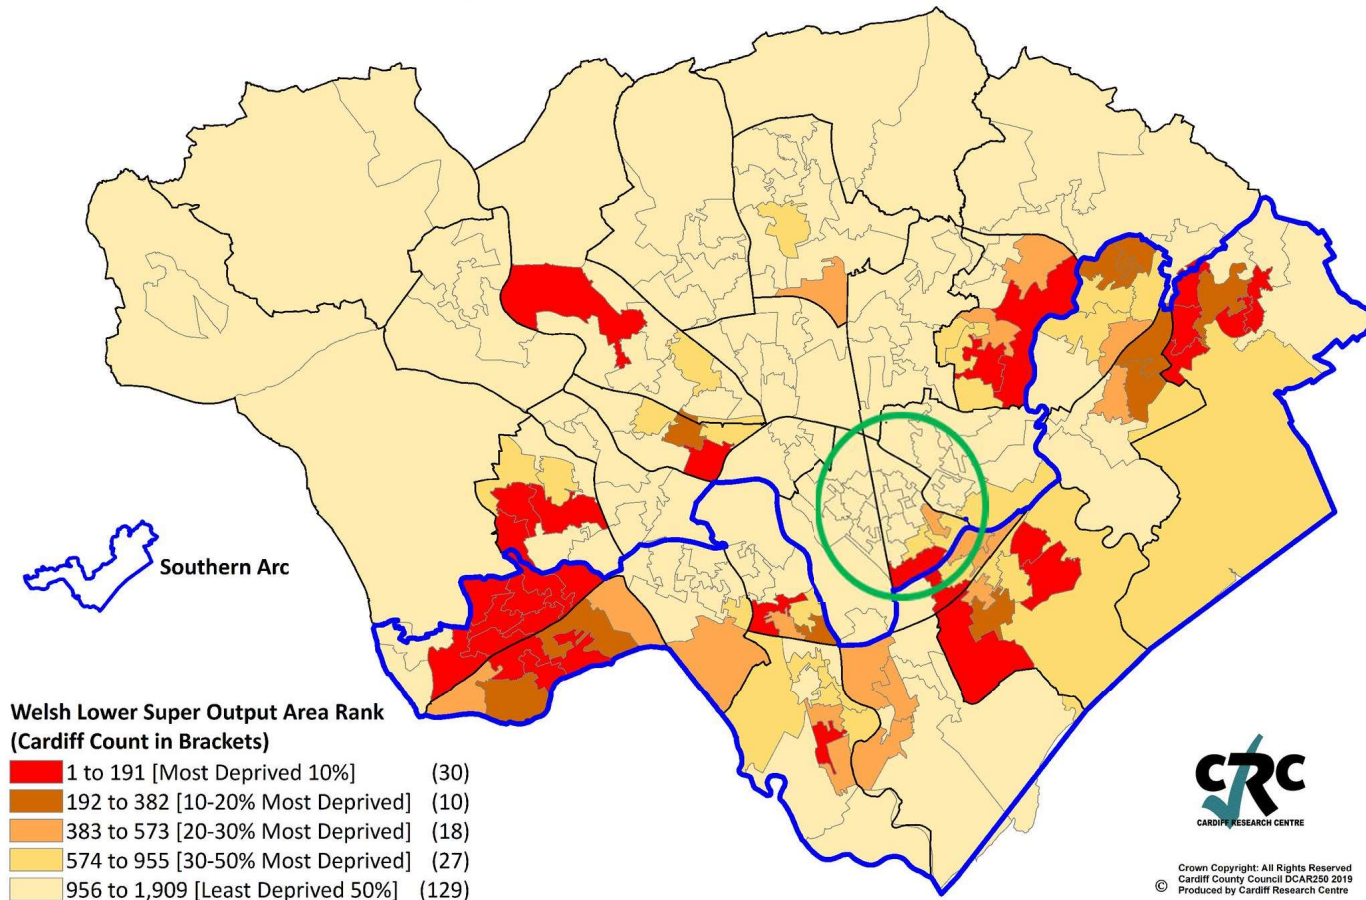 Southern Arc
Welsh Lower Super Output Area Rank
(Cardiff Count in Brackets)
1 to 191 [Most Deprived 10%] (30)
192 to 382 [10-20% Most Deprived] (10)
383 to 573 [20-30% Most Deprived] (18)
574 to 955 [30-50% Most Deprived] (27)
956 to 1,909 [Least Deprived 50%] (129)
CRC
CARDIFF RESEARCH CENTRE
Crown Copyright: All Rights Reserved
Cardiff County Council DCAR250 2019
© Produced by Cardiff Research Centre